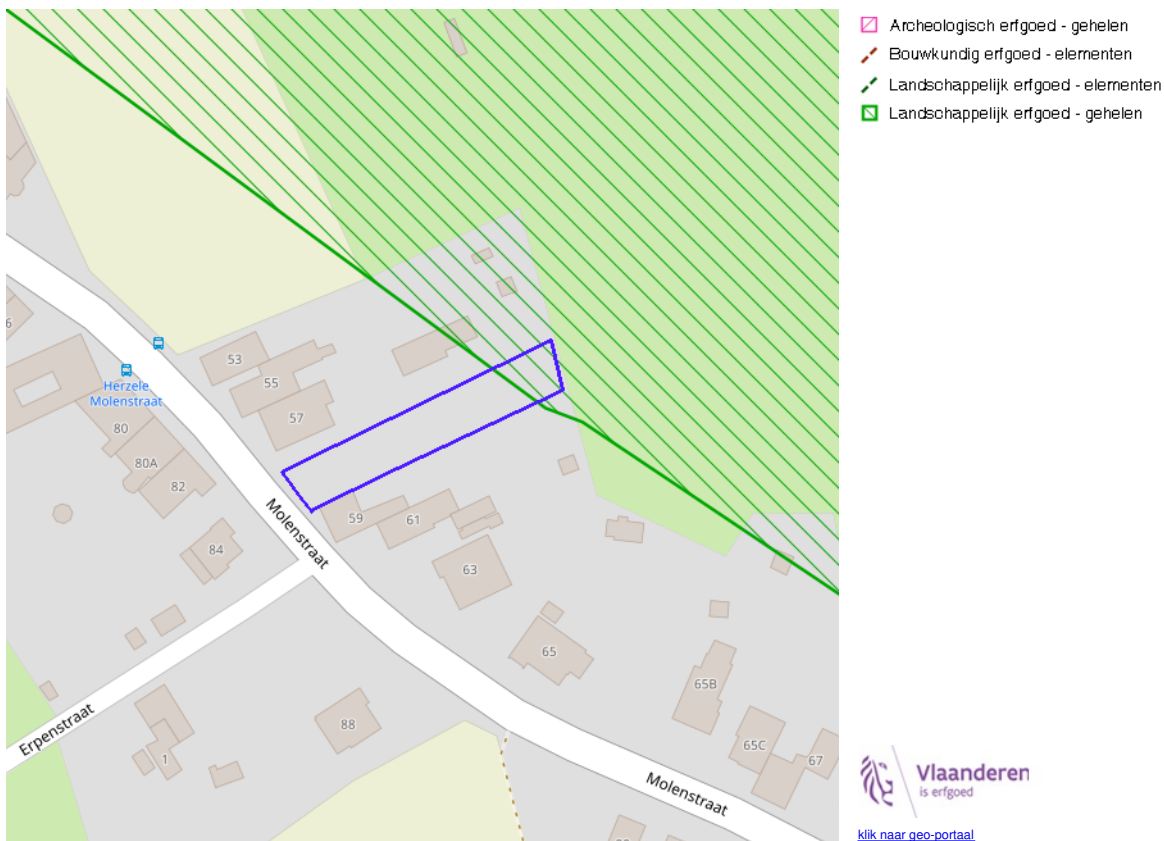 Archeologisch erfgoed - gehelen
Bouwkundig erfgoed - elementen
Landschappelijk erfgoed - elementen
Landschappelijk erfgoed - gehelen
6
53
55
57
Herzele
Molenstraat
80
80A
82
84
Molenstraat
59
61
63
65
65B
65C
67
88
1
Erpenstraat
Molenstraat
Vlaanderen
is erfgoed
klik naar geo-portaal